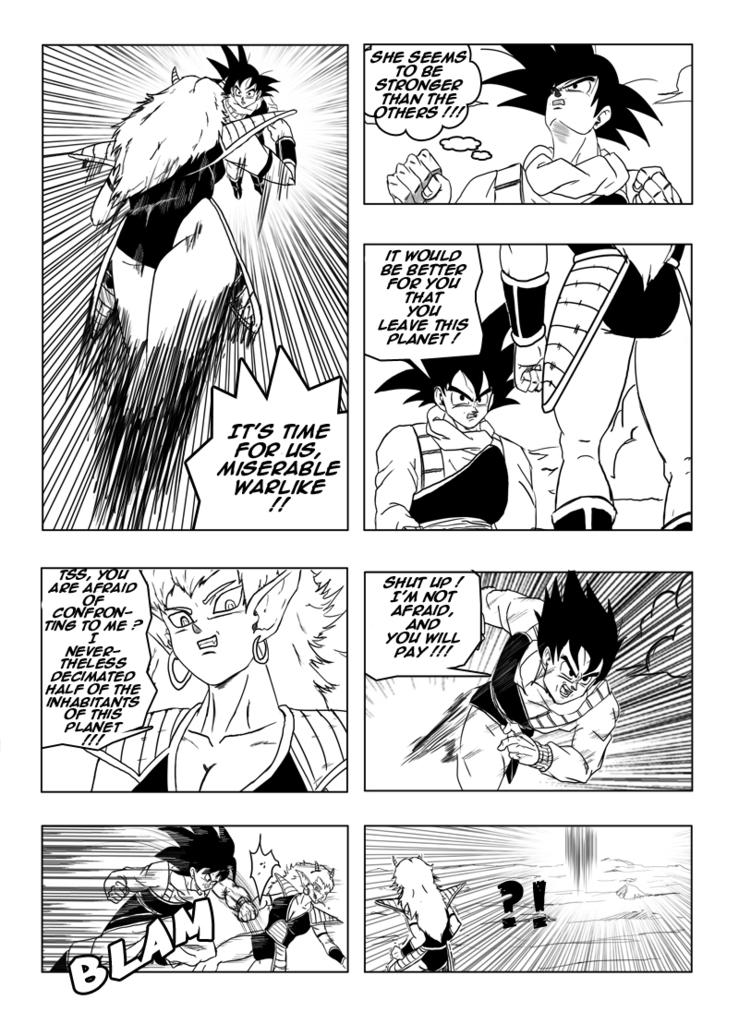 IT'S TIME
FOR US,
MISERABLE
WARLIKE
!!
SHE SEEMS
TO BE
STRONGER
THAN THE
OTHERS !!!
IT WOULD
BE BETTER
FOR YOU
THAT
YOU
LEAVE THIS
PLANET !
TSS, YOU
ARE AFRAID
OF
CONFRON-
TING TO ME ?
I
NEVER-
THELESS
DECIMATED
HALF OF THE
INHABITANTS
OF THIS
PLANET
!!!
SHUT UP !
I'M NOT
AFRAID,
AND
YOU WILL
PAY !!!
BLAM
?!